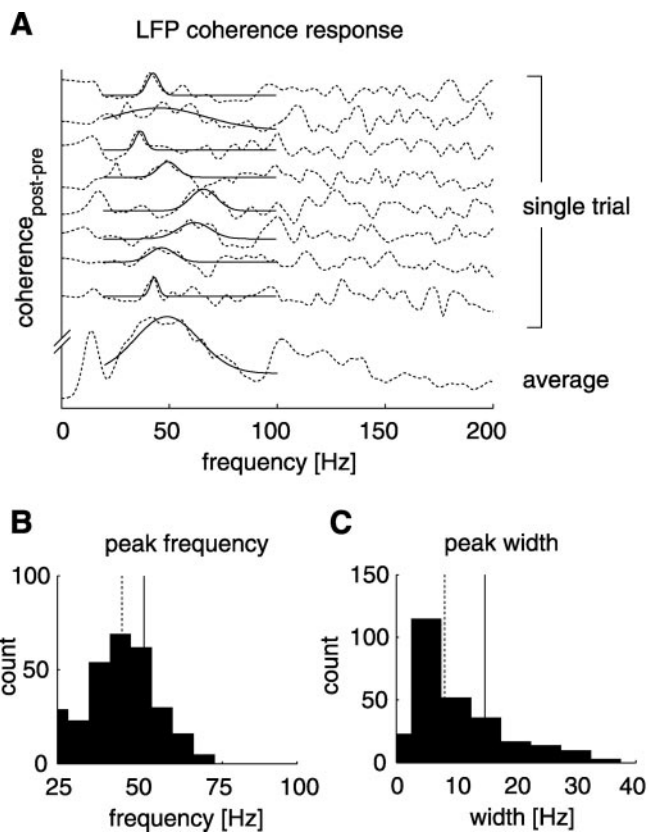 A LFP coherence response
coherence post-pre
single trial
average
0 50 100 150 200
frequency [Hz]
B C
peak frequency
100
50
0
count
25 50 75 100
frequency [Hz]
peak width
150
100
50
0
count
0 10 20 30 40
width [Hz]